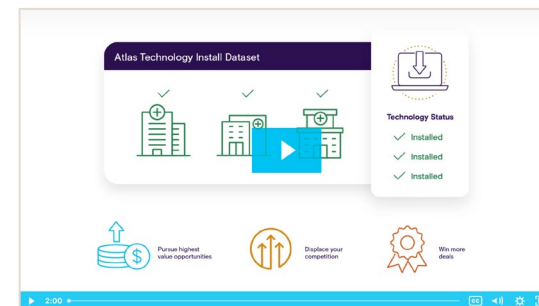 Atlas Technology Install Dataset
Technology Status
Installed
Installed
Installed
Pursue highest
value opportunities
Displace your
competition
Win more
deals
2:00
CC